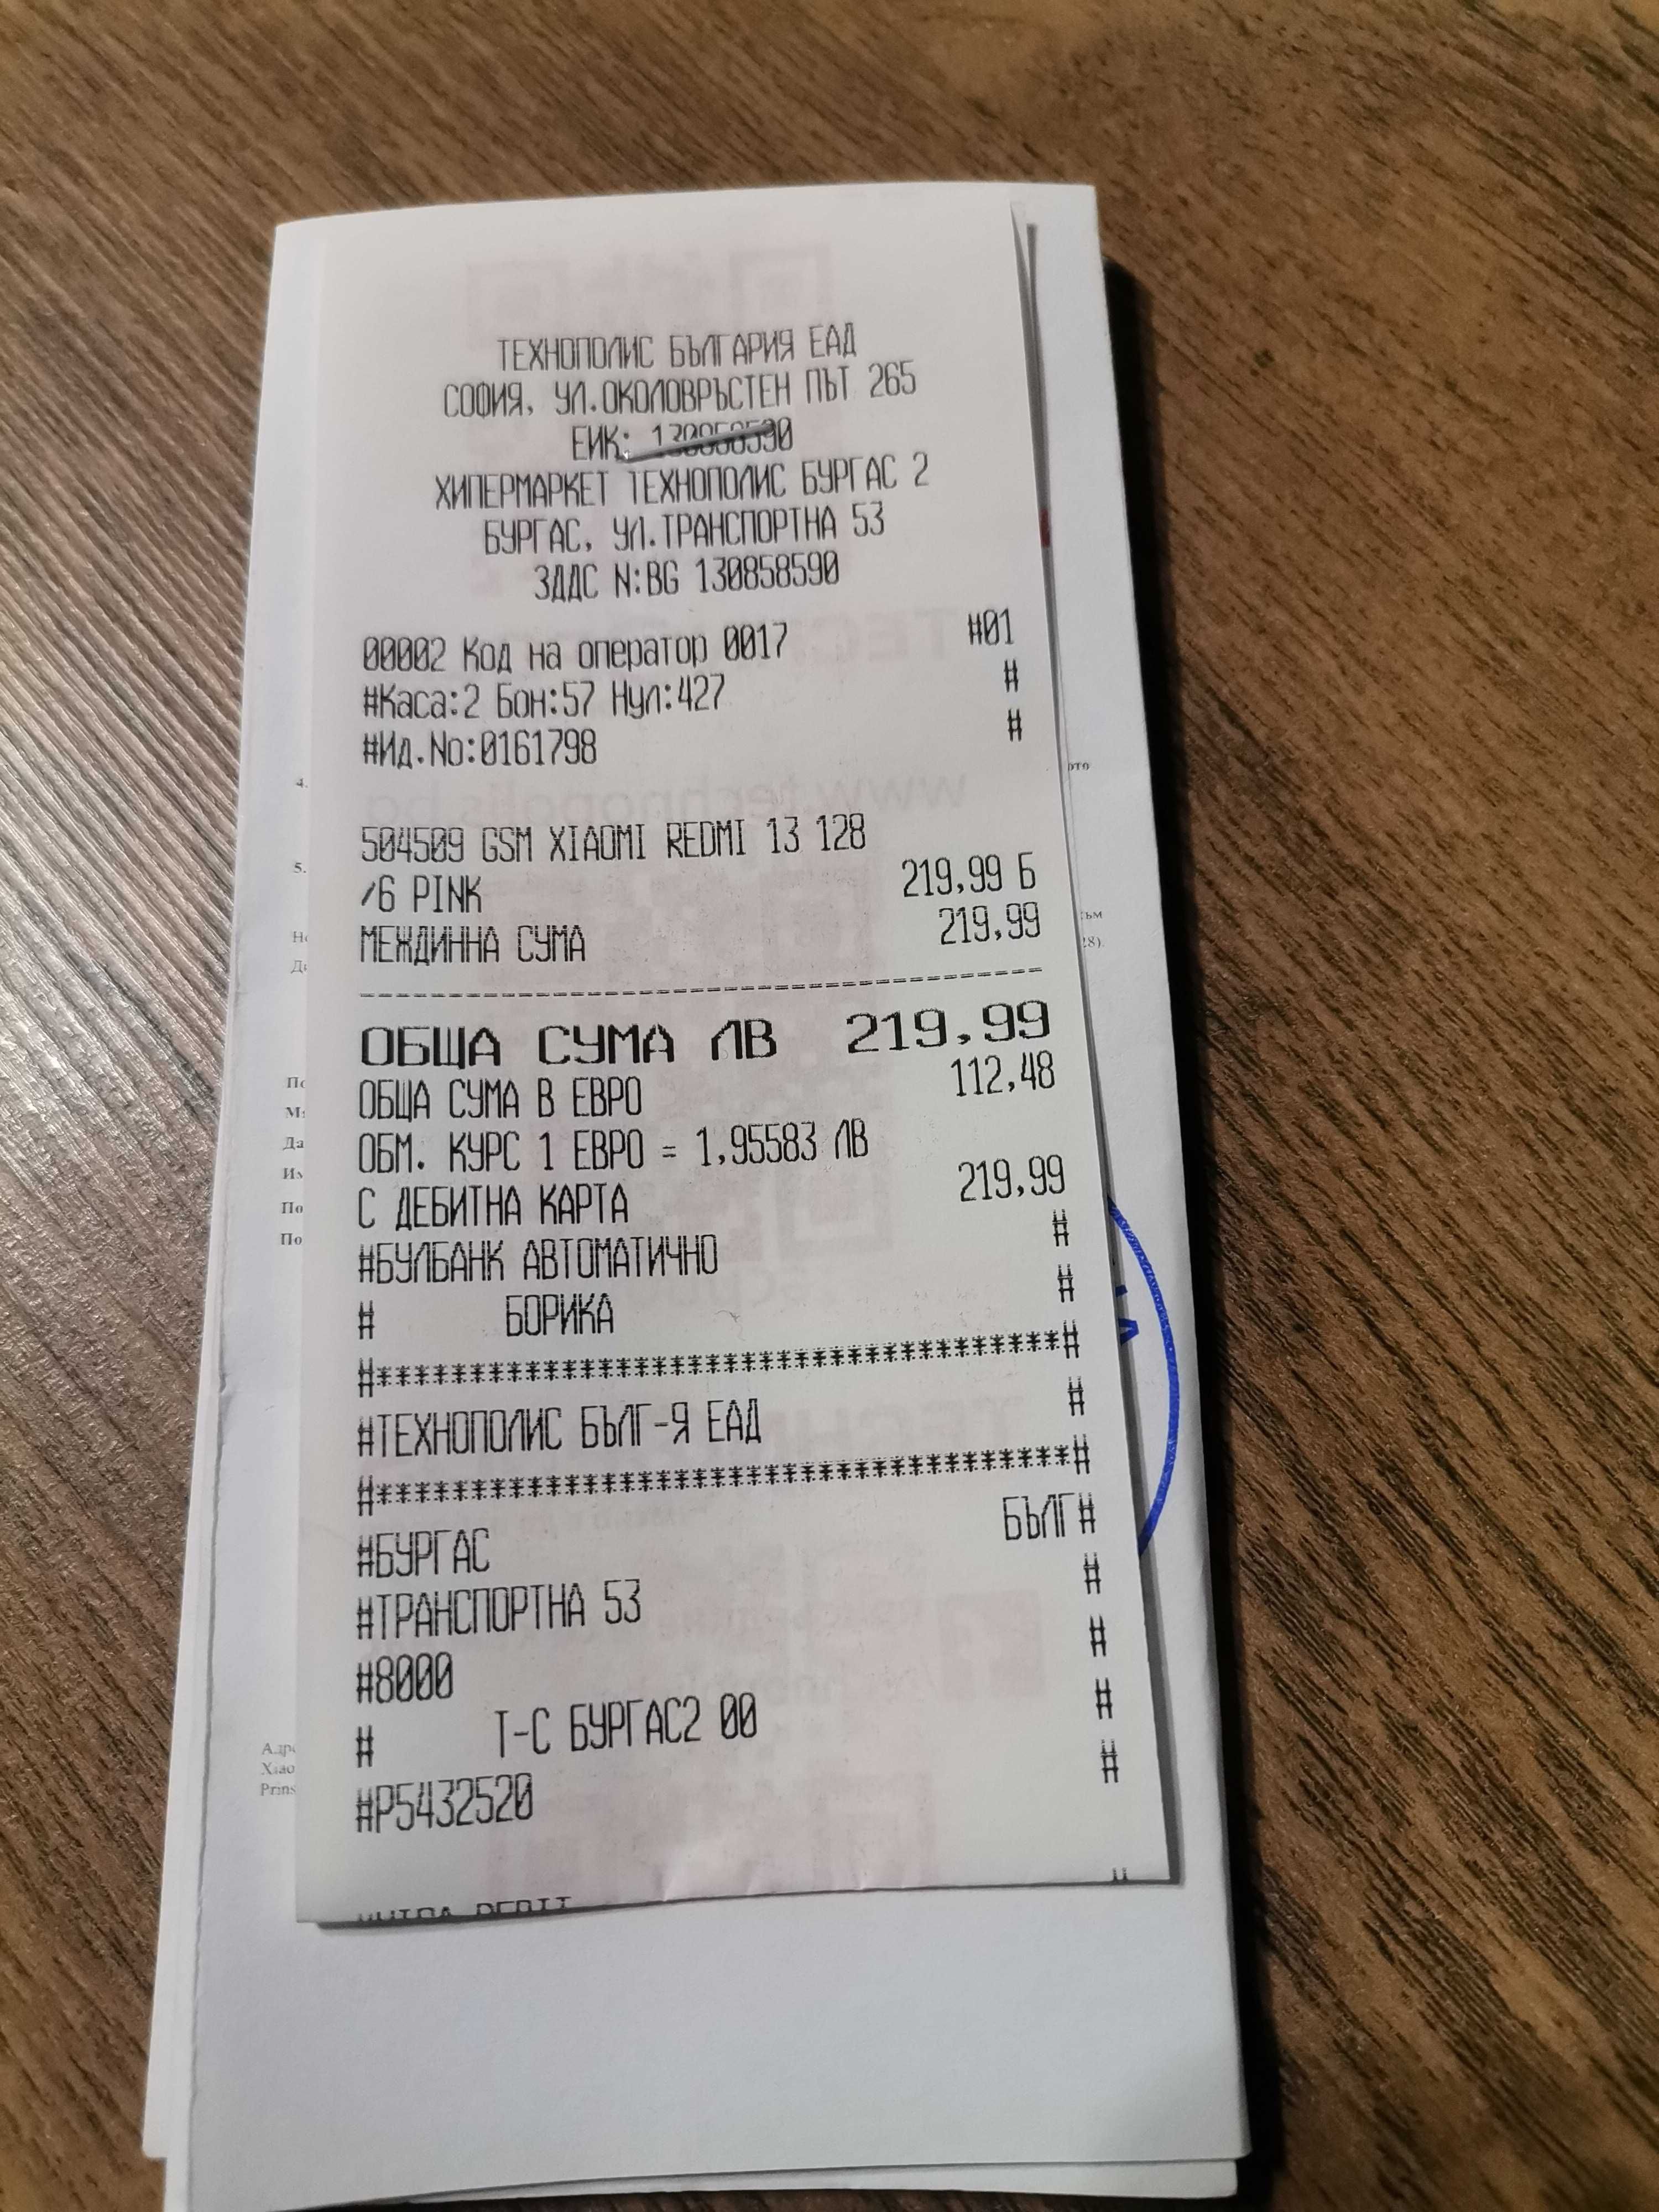 ТЕХНОПОЛИС БЪЛГАРИЯ ЕАД
СОФИЯ, УЛ.ОКОЛОВРЪСТЕН ПЪТ 265
ЕИК: 130858590
ХИПЕРМАРКЕТ ТЕХНОПОЛИС БУРГАС 2
БУРГАС, УЛ.ТРАНСПОРТНА 53
ЗДДС N:BG 130858590
00002 Код на оператор 0017 #01
#Каса:2 Бон:57 Нул:427 #
#Ид.No:0161798 #
504509 GSM XIAOMI REDMI 13 128
/6 PINK 219,99 Б
МЕЖДИННА СУМА 219,99
ОБЩА СУМА ЛВ 219,99
ОБЩА СУМА В ЕВРО 112,48
ОБМ. КУРС 1 ЕВРО = 1,95583 ЛВ
С ДЕБИТНА КАРТА 219,99
#БУЛБАНК АВТОМАТИЧНО #
# БОРИКА #
#**************************************#
#ТЕХНОПОЛИС БЪЛГ-Я ЕАД #
#**************************************#
#БУРГАС БЪЛГ#
#ТРАНСПОРТНА 53 #
#8000 #
# Т-С БУРГАС2 00 #
#P5432520 #